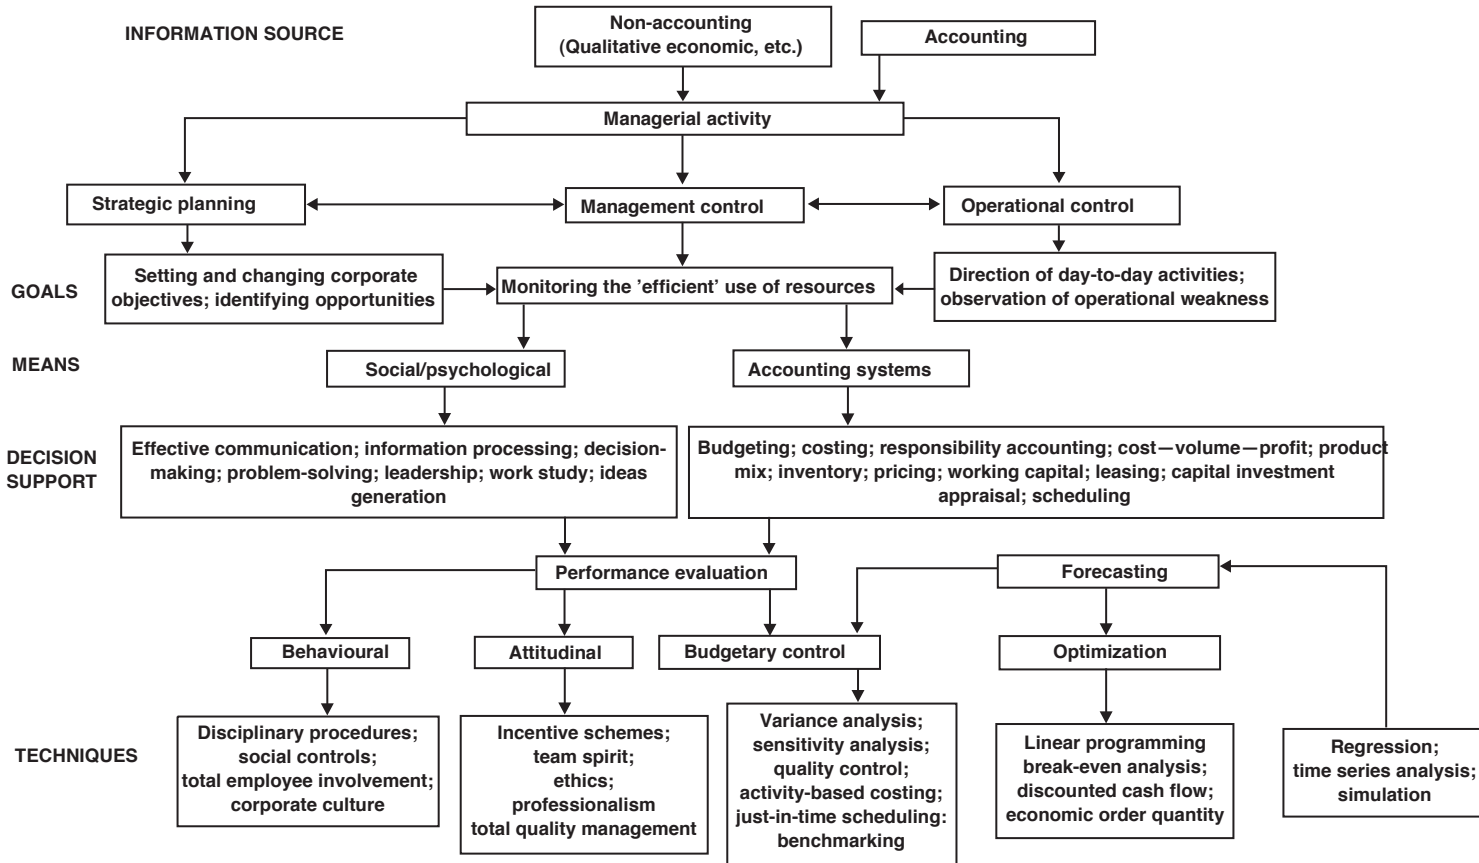 INFORMATION SOURCE
Non-accounting
(Qualitative economic, etc.)
Accounting
Managerial activity
Strategic planning
Management control
Operational control
GOALS
Setting and changing corporate
objectives; identifying opportunities
Monitoring the 'efficient' use of resources
Direction of day-to-day activities;
observation of operational weakness
MEANS
Social/psychological
Accounting systems
DECISION
SUPPORT
Effective communication; information processing; decision-
making; problem-solving; leadership; work study; ideas
generation
Budgeting; costing; responsibility accounting; cost—volume—profit; product
mix; inventory; pricing; working capital; leasing; capital investment
appraisal; scheduling
Performance evaluation
Forecasting
Behavioural
Attitudinal
Budgetary control
Optimization
TECHNIQUES
Disciplinary procedures;
social controls;
total employee involvement;
corporate culture
Incentive schemes;
team spirit;
ethics;
professionalism
total quality management
Variance analysis;
sensitivity analysis;
quality control;
activity-based costing;
just-in-time scheduling:
benchmarking
Linear programming
break-even analysis;
discounted cash flow;
economic order quantity
Regression;
time series analysis;
simulation